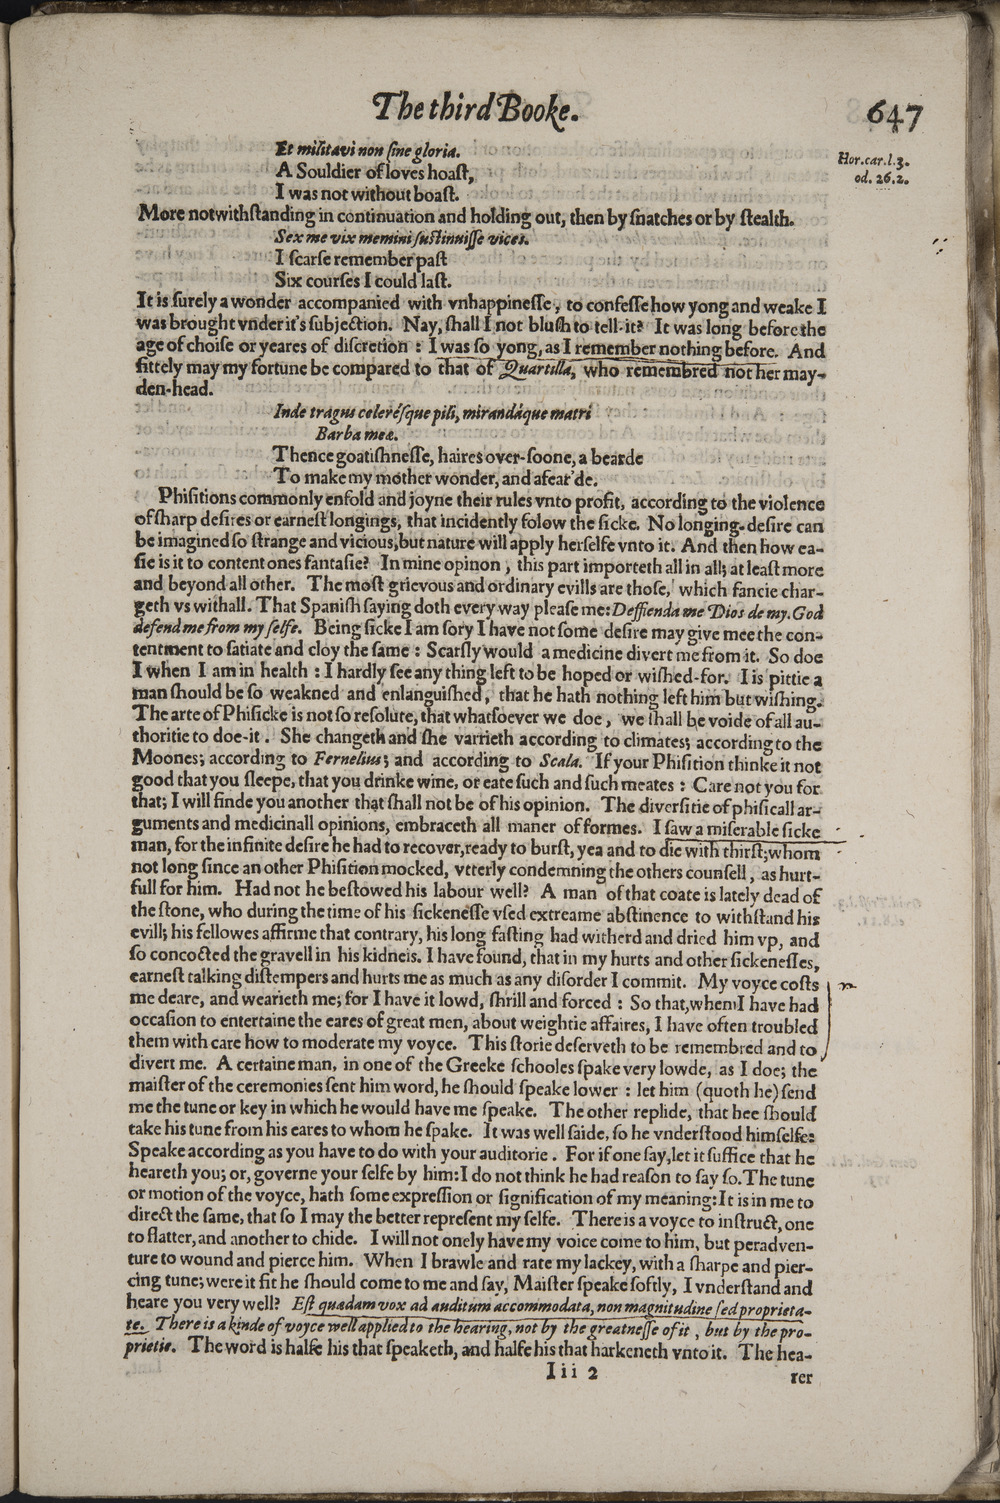 The third Booke.
647
Et militavi non ſine gloria.
Hor. car. l. 3.
od. 26. 2.
A Souldier of loves hoaſt,
I was not without boaſt.
More notwithſtanding in continuation and holding out, then by ſnatches or by ſtealth.
Sex me vix memini ſuſtinuiſſe vices.
I ſcarſe remember paſt
Six courſes I could laſt.
It is ſurely a wonder accompanied with vnhappineſſe, to confeſſe how yong and weake I
was brought vnder it's ſubjection. Nay, ſhall I not bluſh to tell-it? It was long before the
age of choiſe or yeares of diſcretion : I was ſo yong, as I remember nothing before. And
fittely may my fortune be compared to that of Quartilla, who remembred not her may-
den-head.
Inde tragus celeréſque pili, mirandáque matri
Barba meæ.
Thence goatiſhneſſe, haires over-ſoone, a bearde
To make my mother wonder, and afear'de.
Phiſitions commonly enfold and joyne their rules vnto profit, according to the violence
of ſharp deſires or earneſt longings, that incidently folow the ſicke. No longing-deſire can
be imagined ſo ſtrange and vicious, but nature will apply herſelfe vnto it. And then how ea-
ſie is it to content ones fantaſie? In mine opinon, this part importeth all in all; at leaſt more
and beyond all other. The moſt grievous and ordinary evills are thoſe, which fancie char-
geth vs withall. That Spaniſh ſaying doth every way pleaſe me: Deffienda me Dios de my. God
defend me from my ſelfe. Being ſicke I am ſory I have not ſome deſire may give mee the con-
tentment to ſatiate and cloy the ſame : Scarſly would a medicine divert me from it. So doe
I when I am in health : I hardly ſee any thing left to be hoped or wiſhed-for. I is pittie a
man ſhould be ſo weakned and enlanguiſhed, that he hath nothing left him but wiſhing.
The arte of Phiſicke is not ſo reſolute, that whatſoever we doe, we ſhall be voide of all au-
thoritie to doe-it. She changeth and ſhe varrieth according to climates; according to the
Moones; according to Fernelius; and according to Scala. If your Phiſition thinke it not
good that you ſleepe, that you drinke wine, or eate ſuch and ſuch meates : Care not you for
that; I will finde you another that ſhall not be of his opinion. The diverſitie of phiſicall ar-
guments and medicinall opinions, embraceth all maner of formes. I ſaw a miſerable ſicke
man, for the infinite deſire he had to recover, ready to burſt, yea and to die with thirſt; whom
not long ſince an other Phiſition mocked, vtterly condemning the others counſell, as hurt-
full for him. Had not he beſtowed his labour well? A man of that coate is lately dead of
the ſtone, who during the time of his ſickeneſſe vſed extreame abſtinence to withſtand his
evill; his fellowes affirme that contrary, his long faſting had witherd and dried him vp, and
ſo concocted the gravell in his kidneis. I have found, that in my hurts and other ſickeneſſes,
earneſt talking diſtempers and hurts me as much as any diſorder I commit. My voyce coſts
me deare, and wearieth me; for I have it lowd, ſhrill and forced : So that, when I have had
occaſion to entertaine the eares of great men, about weightie affaires, I have often troubled
them with care how to moderate my voyce. This ſtorie deſerveth to be remembred and to
divert me. A certaine man, in one of the Greeke ſchooles ſpake very lowde, as I doe; the
maiſter of the ceremonies ſent him word, he ſhould ſpeake lower : let him (quoth he) ſend
me the tune or key in which he would have me ſpeake. The other replide, that hee ſhould
take his tune from his eares to whom he ſpake. It was well ſaide, ſo he vnderſtood himſelfe:
Speake according as you have to do with your auditorie. For if one ſay, let it ſuffice that he
heareth you; or, governe your ſelfe by him: I do not think he had reaſon to ſay ſo. The tune
or motion of the voyce, hath ſome expreſſion or ſignification of my meaning: It is in me to
direct the ſame, that ſo I may the better repreſent my ſelfe. There is a voyce to inſtruct, one
to flatter, and another to chide. I will not onely have my voice come to him, but peradven-
ture to wound and pierce him. When I brawle and rate my lackey, with a ſharpe and pier-
cing tune; were it fit he ſhould come to me and ſay, Maiſter ſpeake ſoftly, I vnderſtand and
heare you very well? Eſt quædam vox ad auditum accommodata, non magnitudine ſed proprieta-
te. There is a kinde of voyce well applied to the hearing, not by the greatneſſe of it, but by the pro-
prietie. The word is halfe his that ſpeaketh, and halfe his that harkeneth vnto it. The hea-
Iii 2
rer